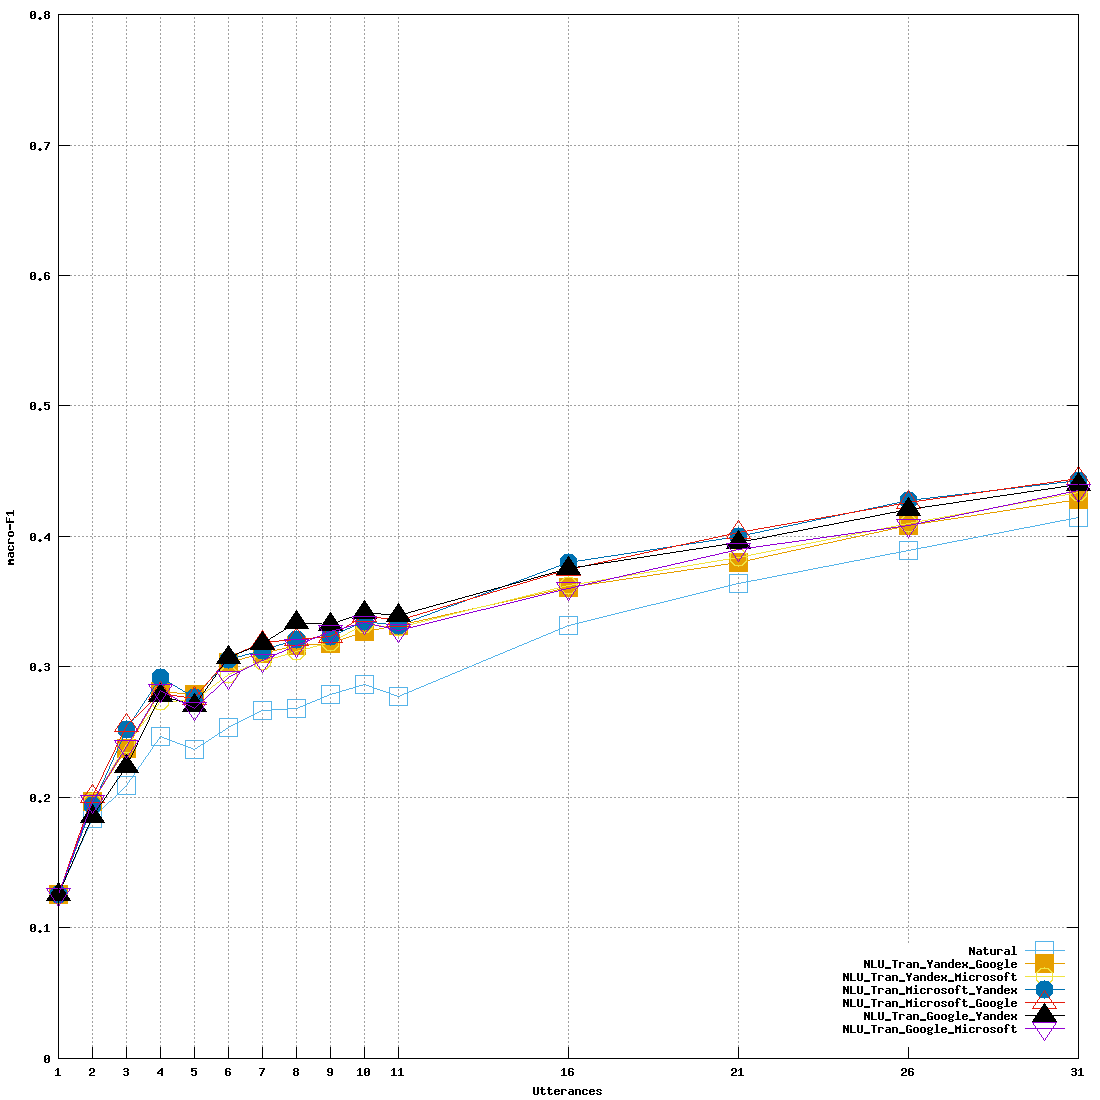 0.8
0.7
0.6
0.5
macro-F1
0.4
0.3
0.2
0.1
0
Natural
NLU_Tran_Yandex_Google
NLU_Tran_Yandex_Microsoft
NLU_Tran_Microsoft_Yandex
NLU_Tran_Microsoft_Google
NLU_Tran_Google_Yandex
NLU_Tran_Google_Microsoft
1 2 3 4 5 6 7 8 9 10 11 16 21 26 31
Utterances